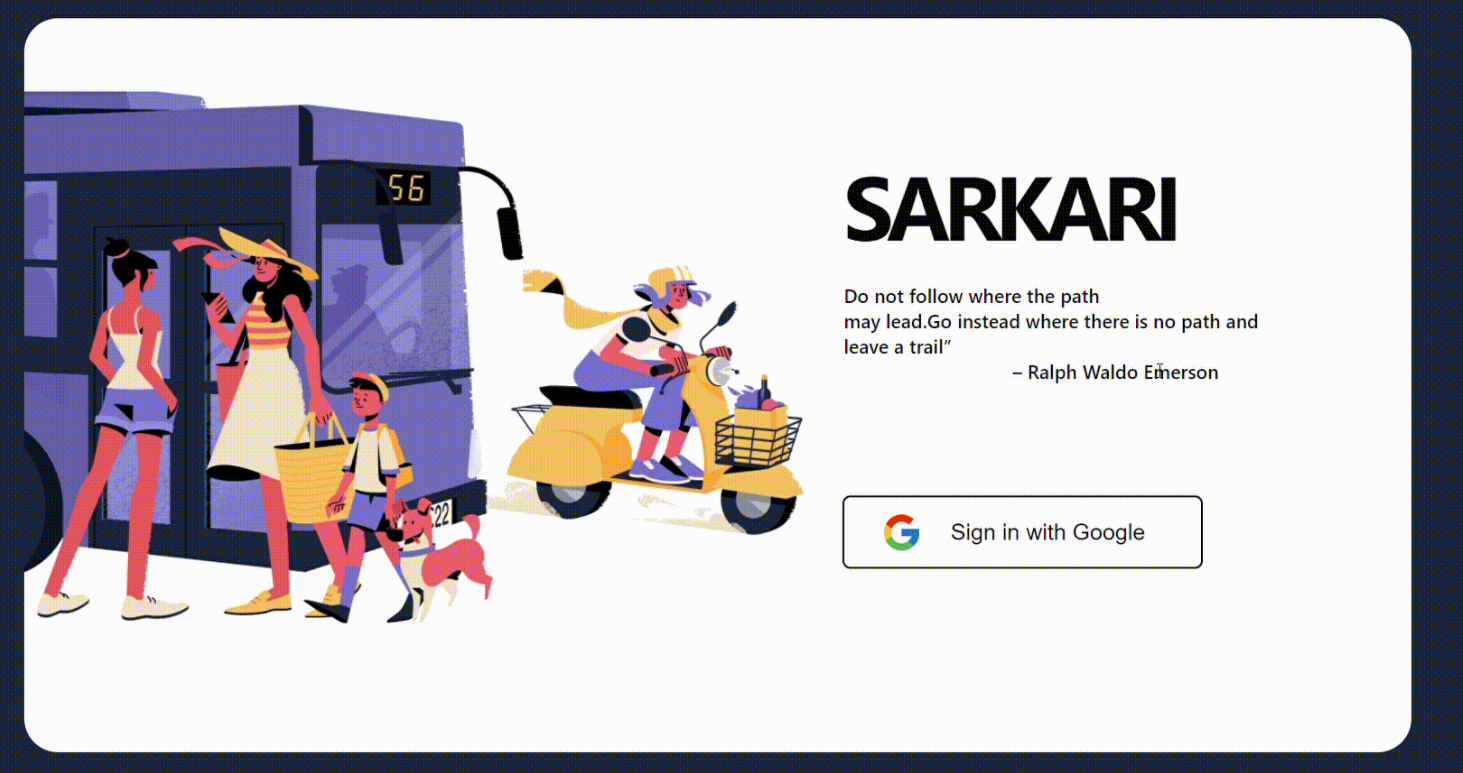 56
SARKARI
Do not follow where the path
may lead.Go instead where there is no path and
leave a trail”
– Ralph Waldo Emerson
22
Sign in with Google